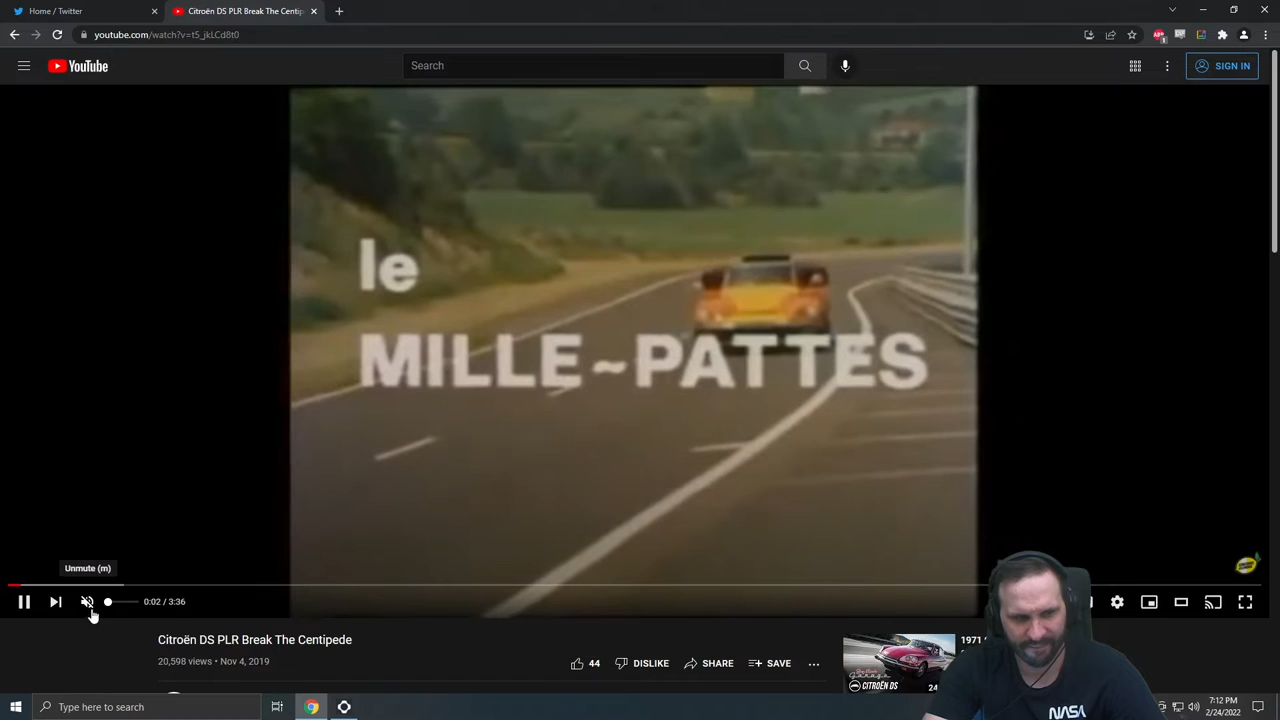 Home / Twitter
Citroën DS PLR Break The Centip
youtube.com/watch?v=t5_jkLCd8t0
YouTube
Search
SIGN IN
le
MILLE~PATTES
Unmute (m)
0:02 / 3:36
Citroën DS PLR Break The Centipede
20,598 views • Nov 4, 2019
44
DISLIKE
SHARE
SAVE
1971
CITROËN DS
24
Type here to search
7:12 PM
2/24/2022
NASA